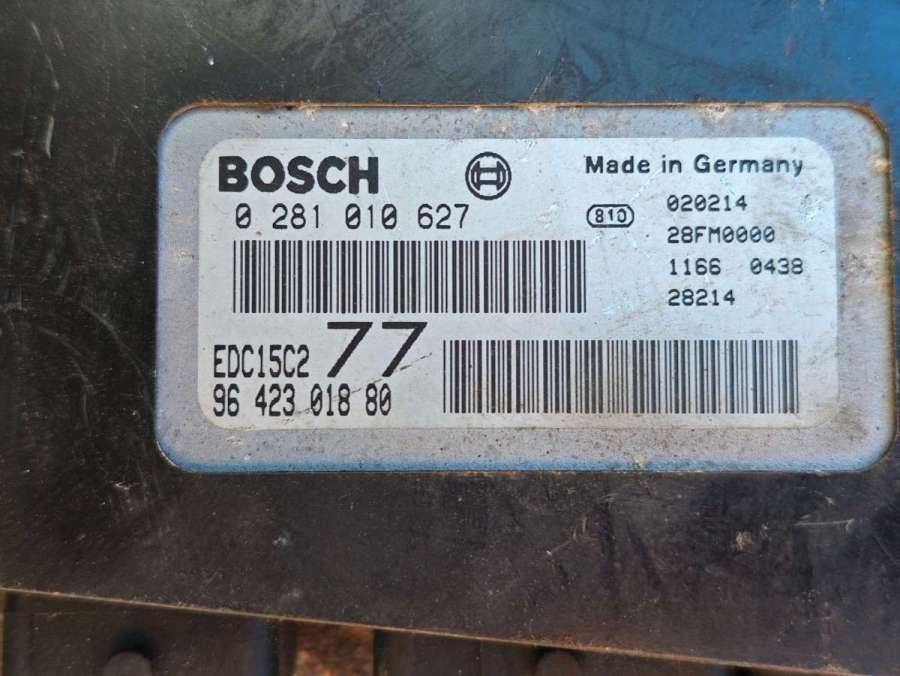 BOSCH
Made in Germany
0 281 010 627
810
020214
28FM0000
1166 0438
28214
EDC15C2
77
96 423 018 80